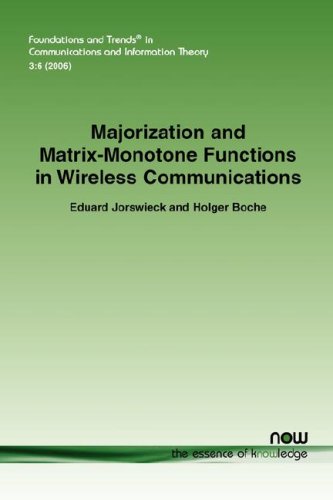 Foundations and Trends® in
Communications and Information Theory
3:6 (2006)
Majorization and
Matrix-Monotone Functions
in Wireless Communications
Eduard Jorswieck and Holger Boche
now
the essence of knowledge